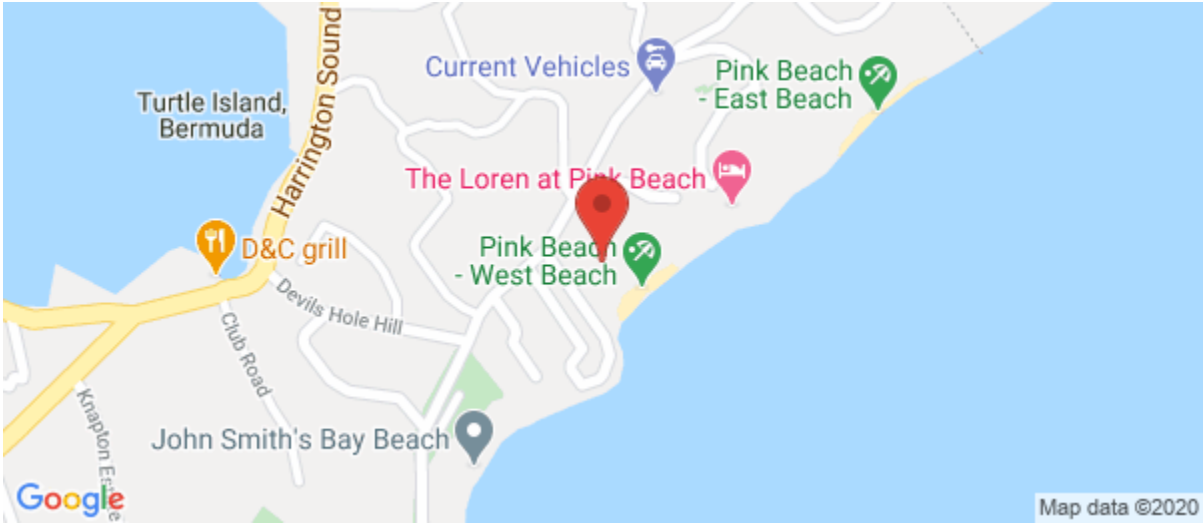 Harrington Sound
Current Vehicles
Pink Beach
- East Beach
Turtle Island,
Bermuda
The Loren at Pink Beach
D&C grill
Pink Beach
- West Beach
Devils Hole Hill
Club Road
John Smith's Bay Beach
Google
Map data ©2020